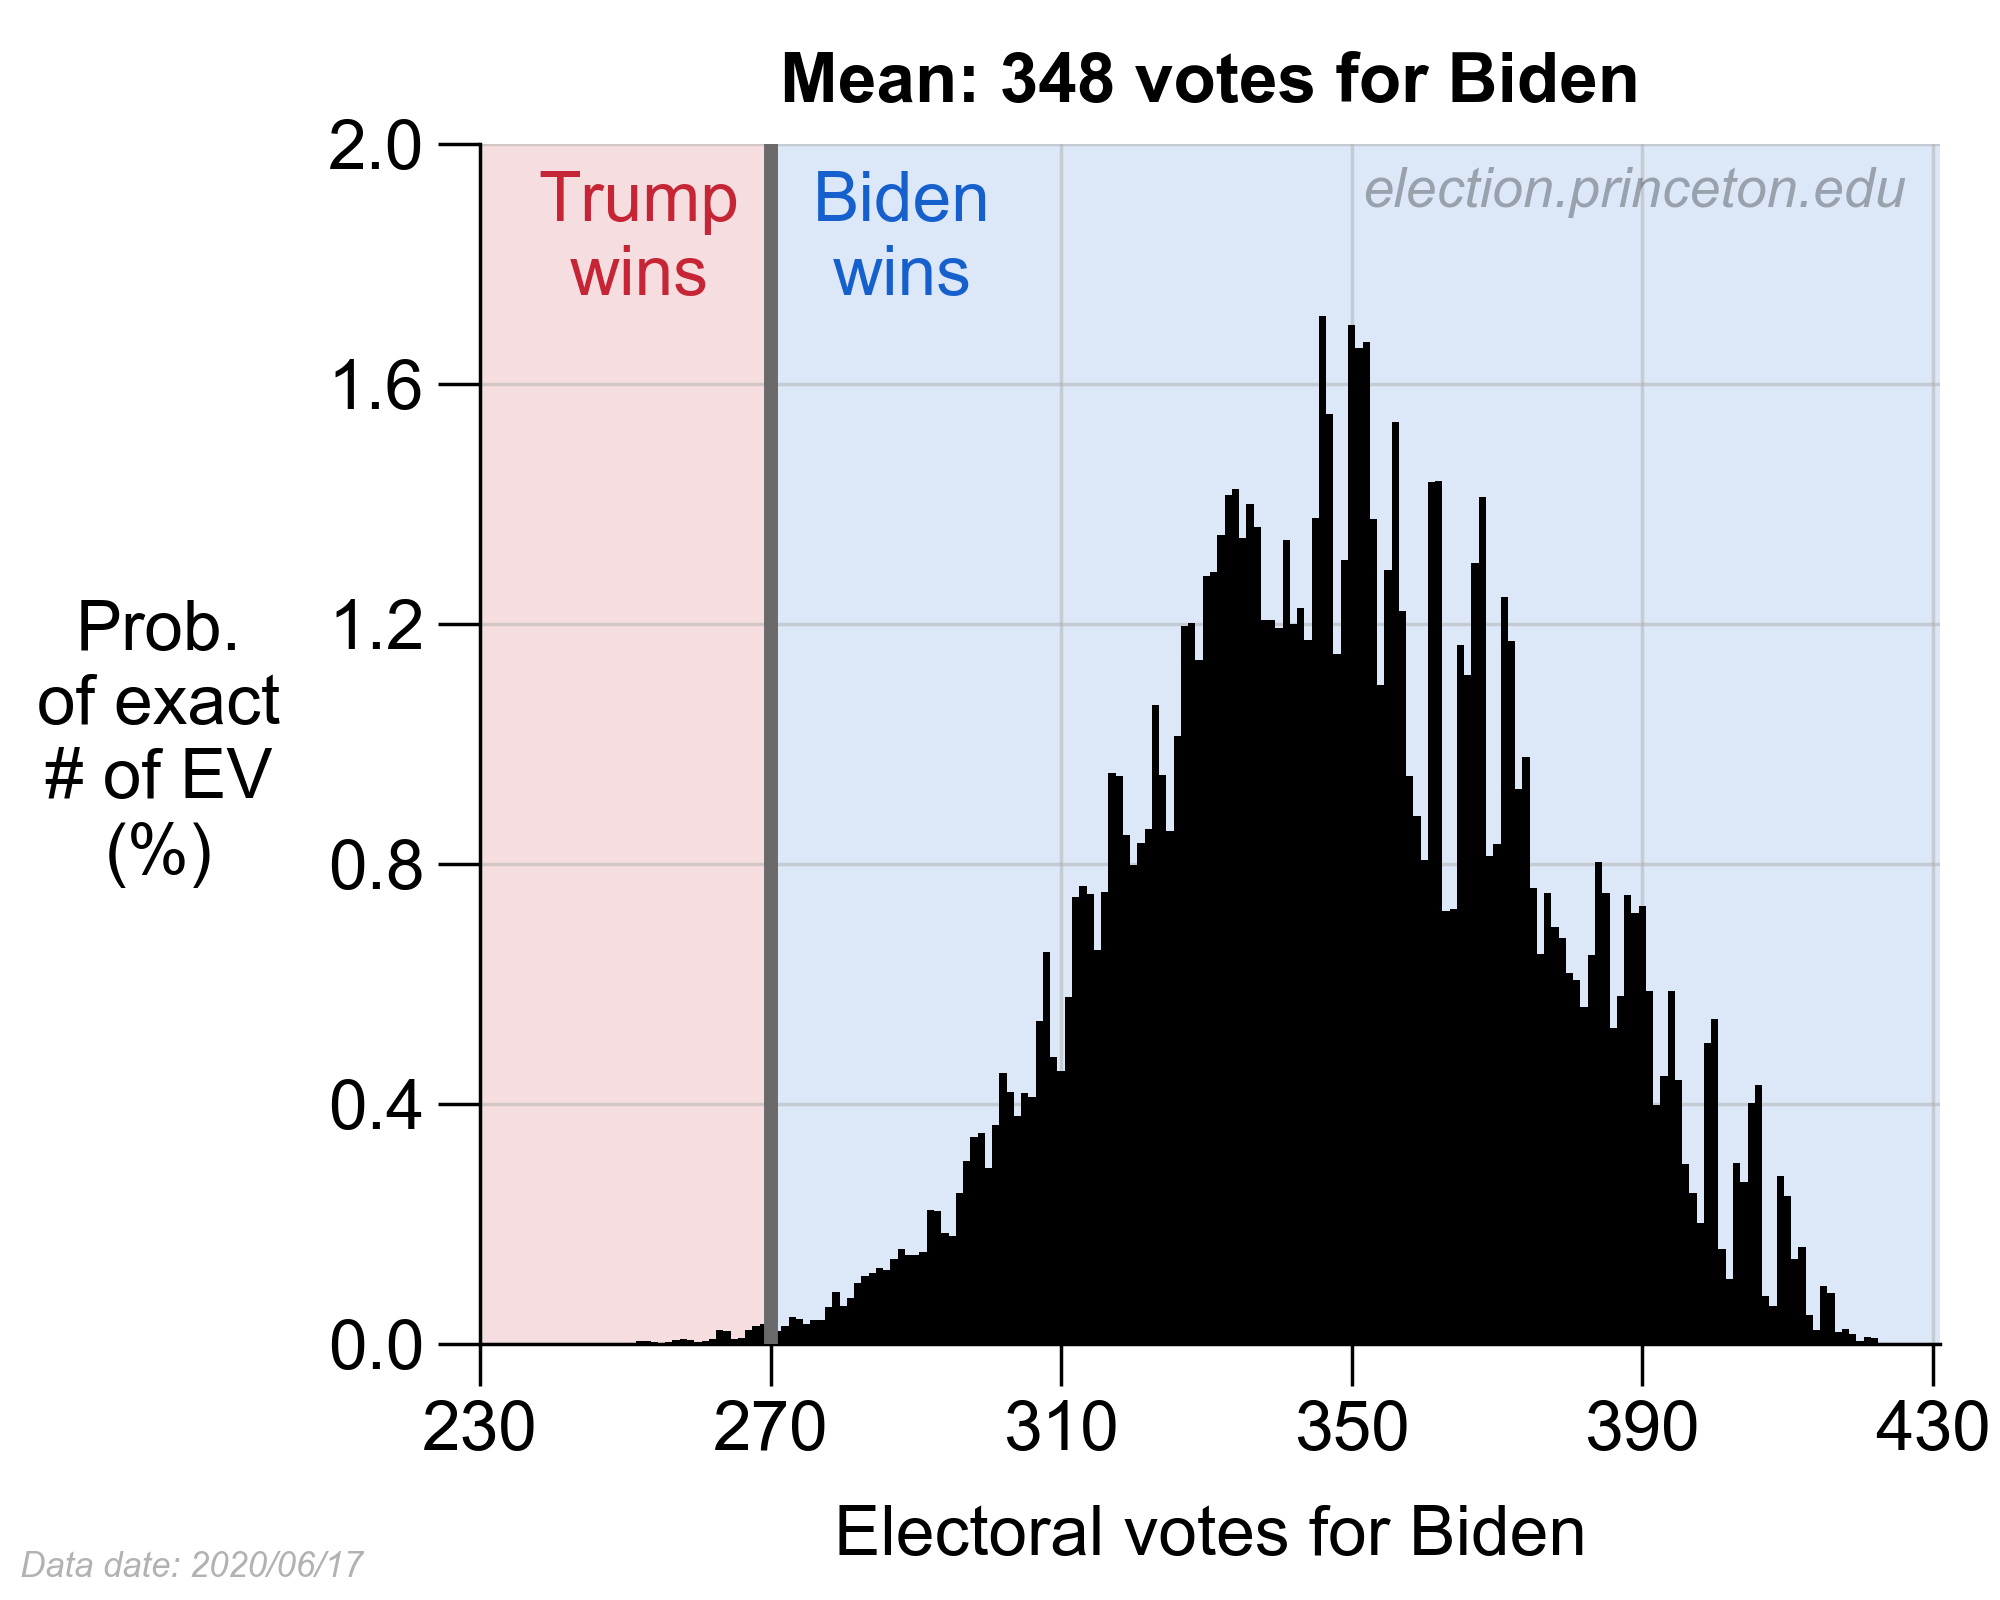 Mean: 348 votes for Biden
2.0
Trump
wins
Biden
wins
election.princeton.edu
1.6
1.2
0.8
0.4
0.0
Prob.
of exact
# of EV
(%)
230 270 310 350 390 430
Electoral votes for Biden
Data date: 2020/06/17